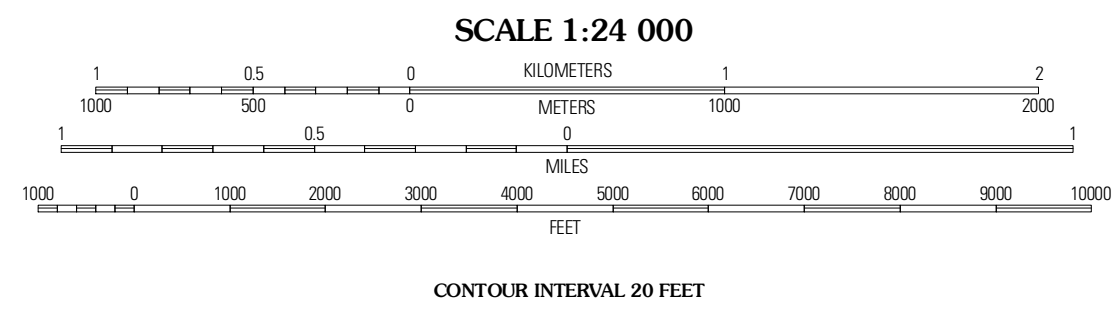 SCALE 1:24 000
1 0.5 0 KILOMETERS 1 2
1000 500 0 METERS 1000 2000
1 0.5 0 1
MILES
1000 0 1000 2000 3000 4000 5000 6000 7000 8000 9000 10000
FEET
CONTOUR INTERVAL 20 FEET